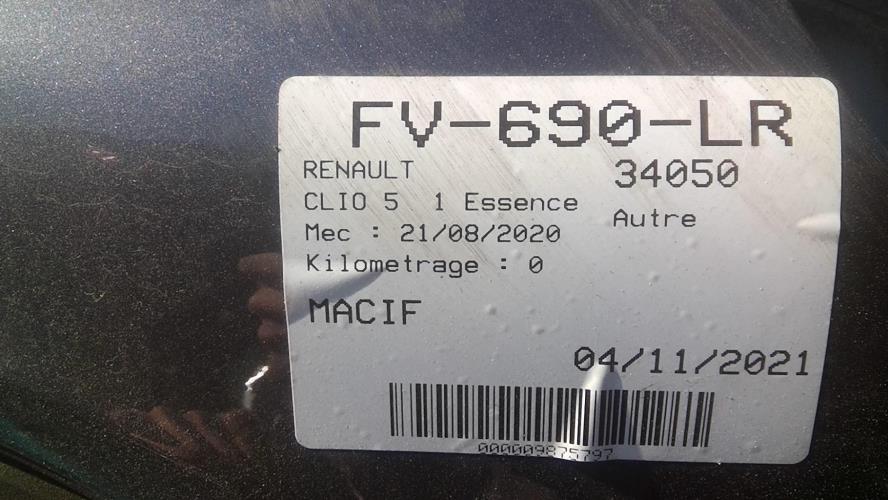 FV-690-LR
RENAULT 34050
CLIO 5 1 Essence
Autre
Mec : 21/08/2020
Kilometrage : 0
MACIF
04/11/2021
000009875797